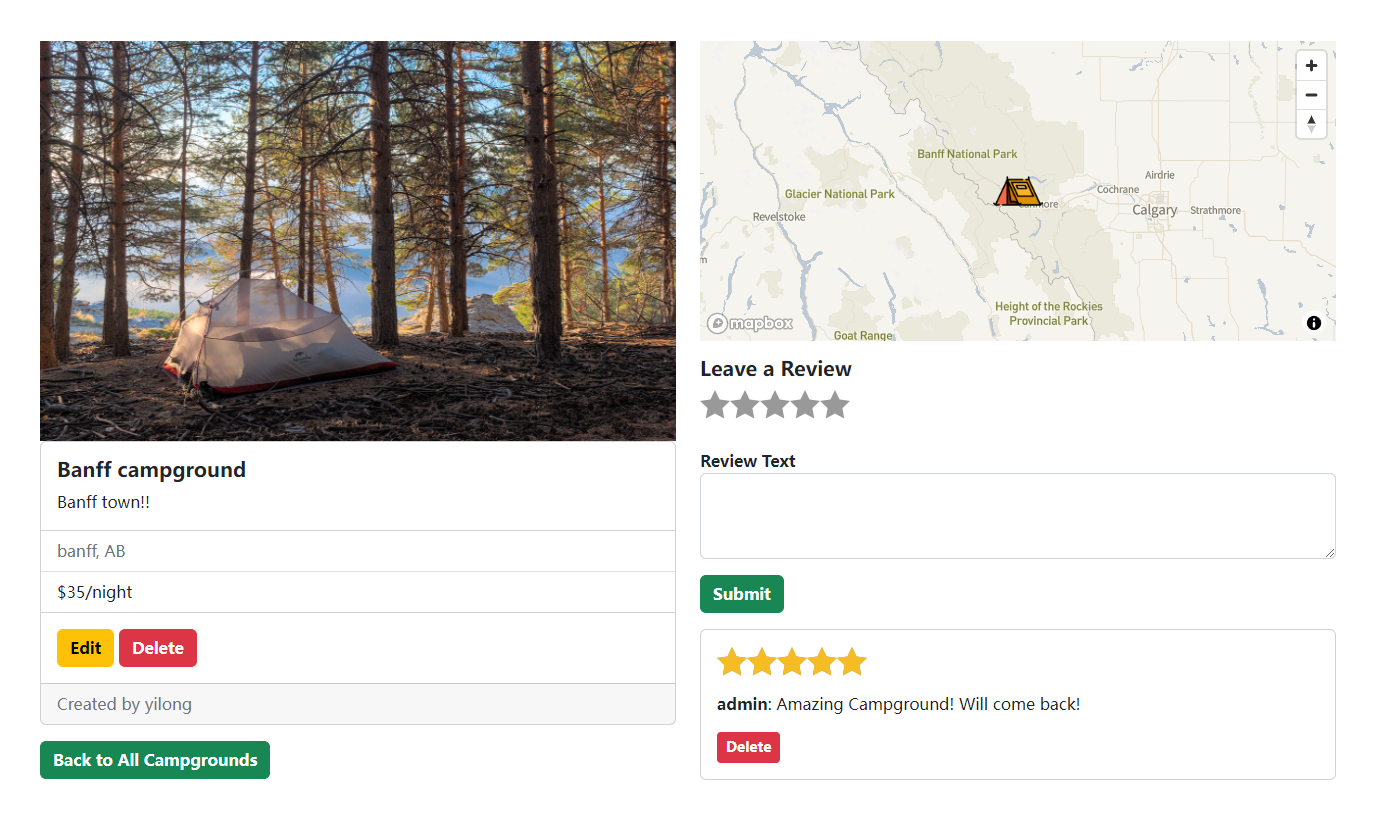 Banff campground
Banff town!!
banff, AB
$35/night
Edit Delete
Created by yilong
Back to All Campgrounds
Banff National Park
Airdrie
Glacier National Park
Cochrane
Calgary
Strathmore
Revelstoke
m
Height of the Rockies
Provincial Park
Goat Range
mapbox
Leave a Review
Review Text
Submit
admin: Amazing Campground! Will come back!
Delete